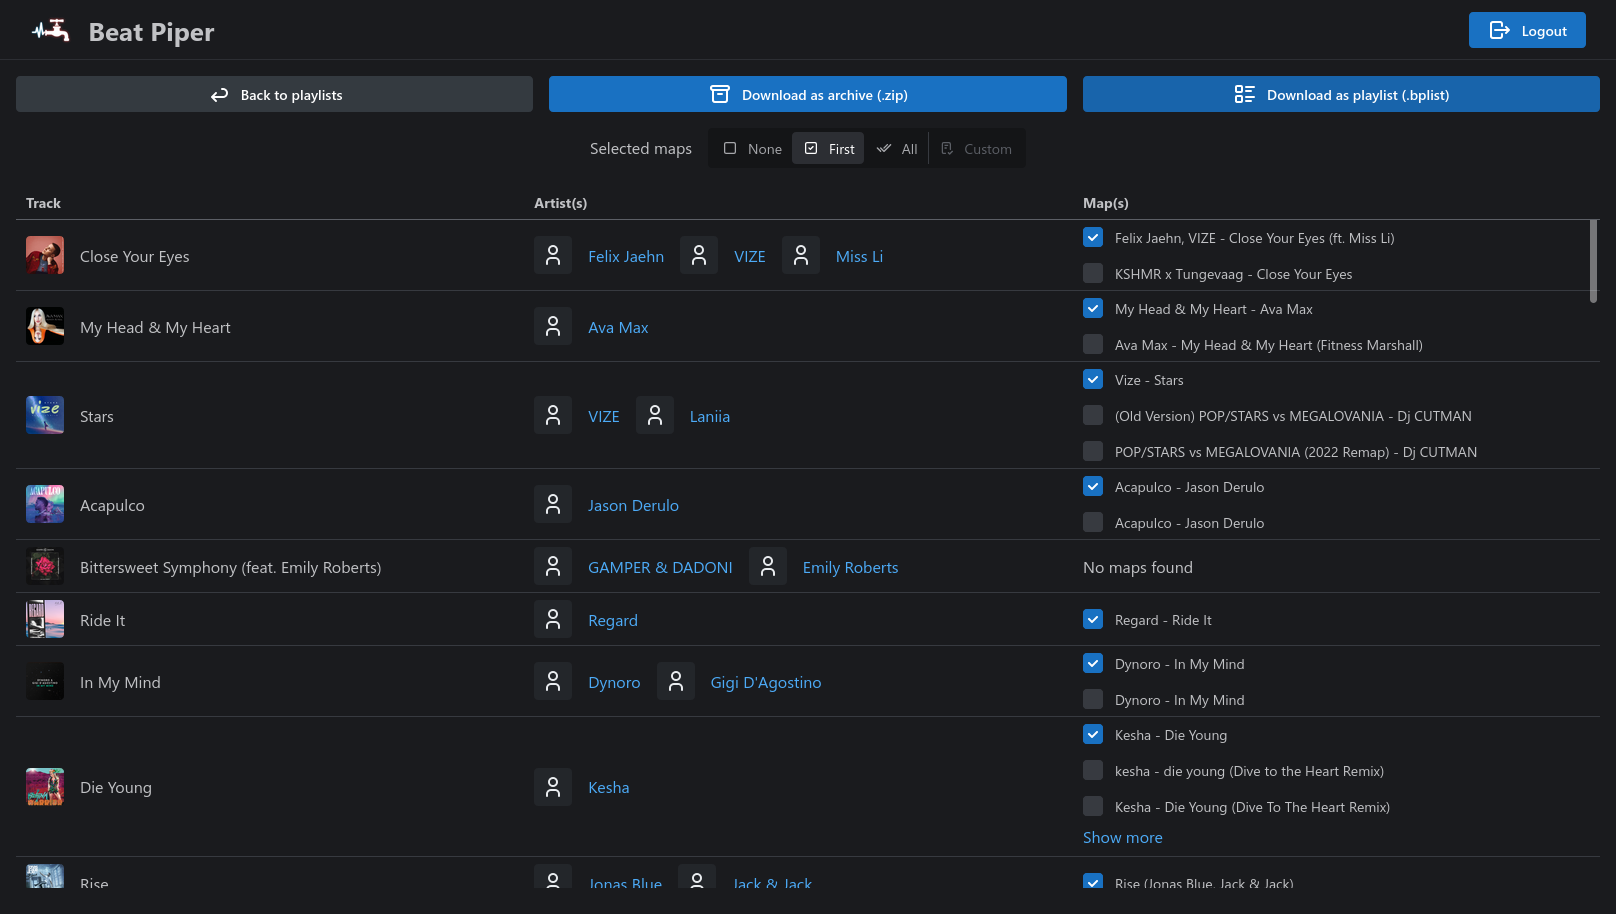 Beat Piper
Logout
Back to playlists
Download as archive (.zip)
Download as playlist (.bplist)
Selected maps
None
First
All
Custom
Track
Artist(s)
Map(s)
Close Your Eyes
Felix Jaehn
VIZE
Miss Li
Felix Jaehn, VIZE - Close Your Eyes (ft. Miss Li)
KSHMR x Tungevaag - Close Your Eyes
My Head & My Heart
Ava Max
My Head & My Heart - Ava Max
Ava Max - My Head & My Heart (Fitness Marshall)
vize
Stars
VIZE
Laniia
Vize - Stars
(Old Version) POP/STARS vs MEGALOVANIA - Dj CUTMAN
POP/STARS vs MEGALOVANIA (2022 Remap) - Dj CUTMAN
Acapulco
Jason Derulo
Acapulco - Jason Derulo
Acapulco - Jason Derulo
Bittersweet Symphony (feat. Emily Roberts)
GAMPER & DADONI
Emily Roberts
No maps found
REGARD
Ride It
Regard
Regard - Ride It
In My Mind
Dynoro
Gigi D'Agostino
Dynoro - In My Mind
Dynoro - In My Mind
Die Young
Kesha
Kesha - Die Young
kesha - die young (Dive to the Heart Remix)
Kesha - Die Young (Dive To The Heart Remix)
Show more
Rise
Jonas Blue
Jack & Jack
Rise (Jonas Blue, Jack & Jack)